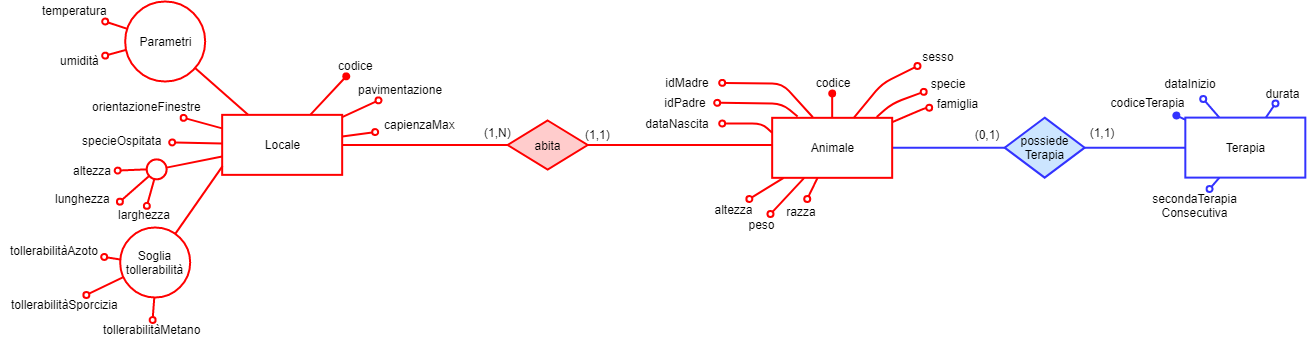 temperatura
Parametri
umidità
codice
pavimentazione
orientazioneFinestre
capienzaMax
specieOspitata
Locale
altezza
lunghezza
larghezza
tollerabilitàAzoto
Soglia
tollerabilità
tollerabilitàSporcizia
tollerabilitàMetano
(1,N)
abita
(1,1)
sesso
idMadre
codice
specie
idPadre
famiglia
dataNascita
Animale
altezza
razza
peso
(0,1)
possiede
Terapia
(1,1)
dataInizio
durata
codiceTerapia
Terapia
secondaTerapia
Consecutiva